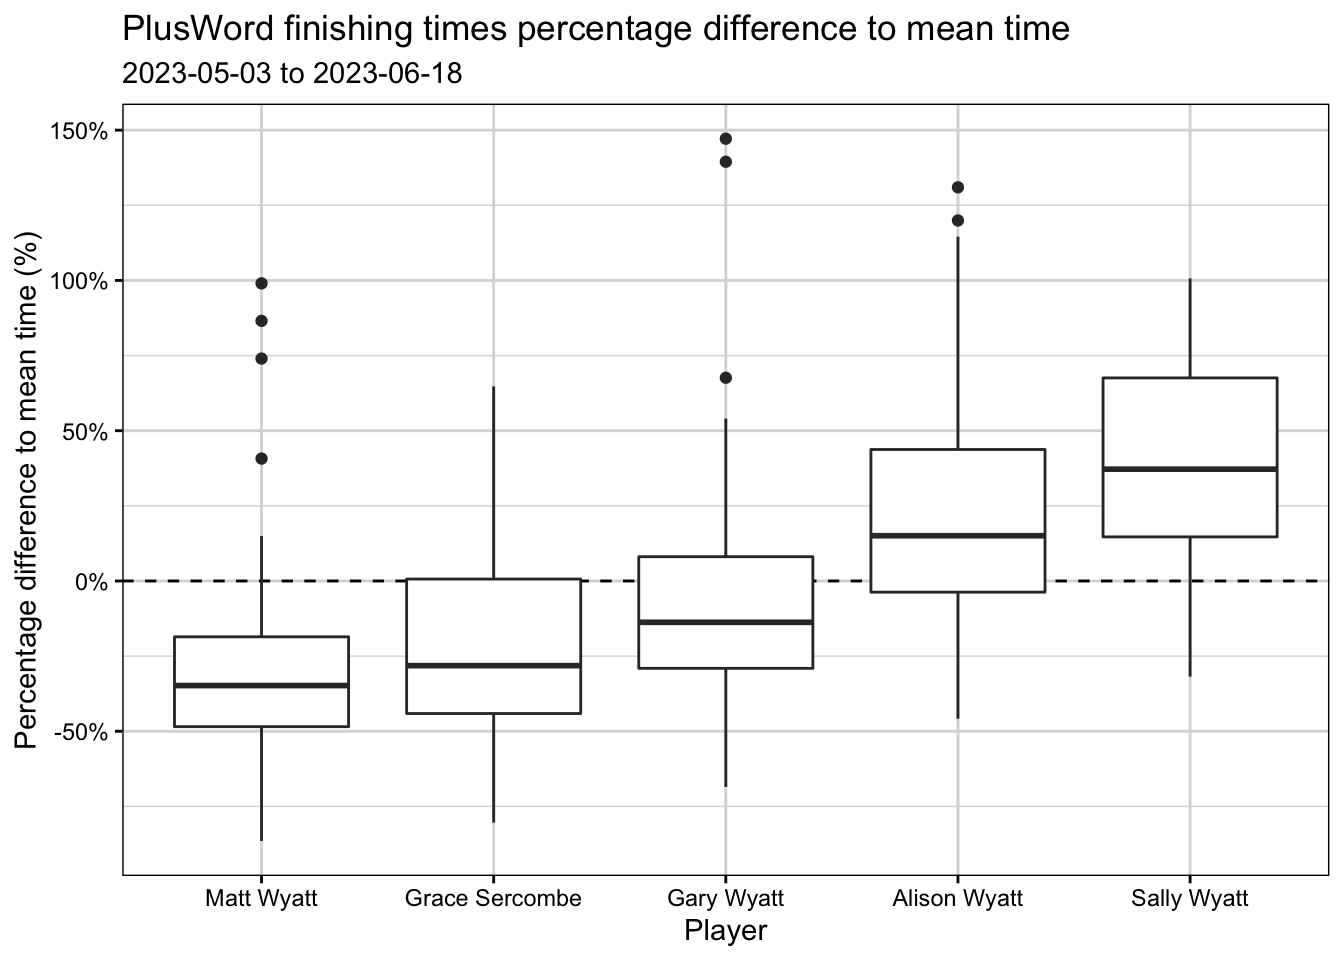 PlusWord finishing times percentage difference to mean time
2023-05-03 to 2023-06-18
Percentage difference to mean time (%)
150%
100%
50%
0%
-50%
Matt Wyatt
Grace Sercombe
Gary Wyatt
Alison Wyatt
Sally Wyatt
Player